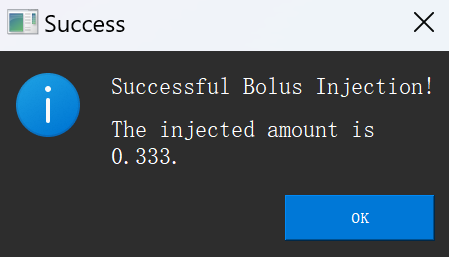 Success
Successful Bolus Injection!
The injected amount is
0.333.
OK